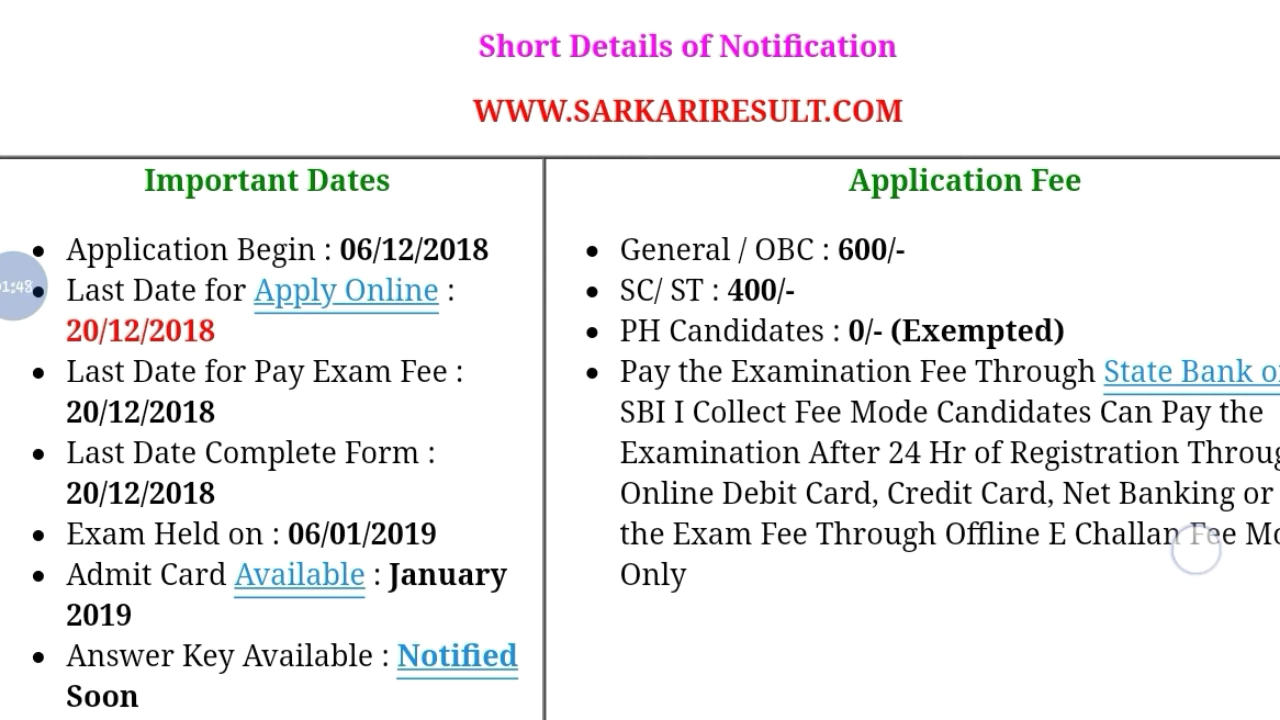 Short Details of Notification
WWW.SARKARIRESULT.COM
Important Dates
Application Begin : 06/12/2018
Last Date for Apply Online :
20/12/2018
Last Date for Pay Exam Fee :
20/12/2018
Last Date Complete Form :
20/12/2018
Exam Held on : 06/01/2019
Admit Card Available : January
2019
Answer Key Available : Notified
Soon
Application Fee
General / OBC : 600/-
SC/ ST : 400/-
PH Candidates : 0/- (Exempted)
Pay the Examination Fee Through State Bank
SBI I Collect Fee Mode Candidates Can Pay the
Examination After 24 Hr of Registration
Online Debit Card, Credit Card, Net Banking or
the Exam Fee Through Offline E Challan Fee
Only